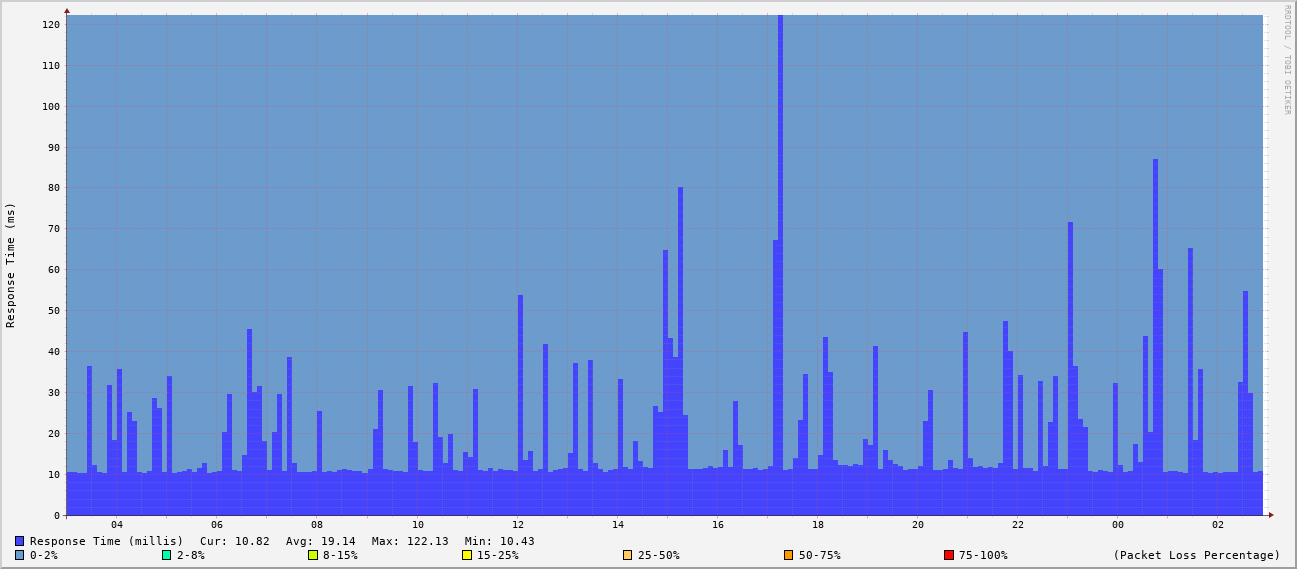 RRDTOOL / TOBI OETIKER
Response Time (ms)
120
110
100
90
80
70
60
50
40
30
20
10
0
04 06 08 10 12 14 16 18 20 22 00 02
Response Time (millis) Cur: 10.82 Avg: 19.14 Max: 122.13 Min: 10.43
0-2% 2-8% 8-15% 15-25% 25-50% 50-75% 75-100% (Packet Loss Percentage)